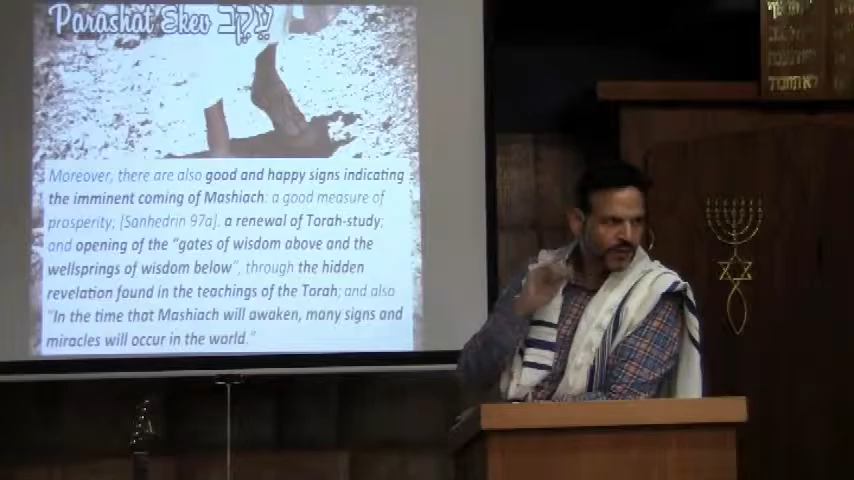 Parashat Ekev עֵקֶב
Moreover, there are also good and happy signs indicating
the imminent coming of Mashiach: a good measure of
prosperity; [Sanhedrin 97a]. a renewal of Torah-study;
and opening of the “gates of wisdom above and the
wellsprings of wisdom below”, through the hidden
revelation found in the teachings of the Torah; and also
“In the time that Mashiach will awaken, many signs and
miracles will occur in the world.”